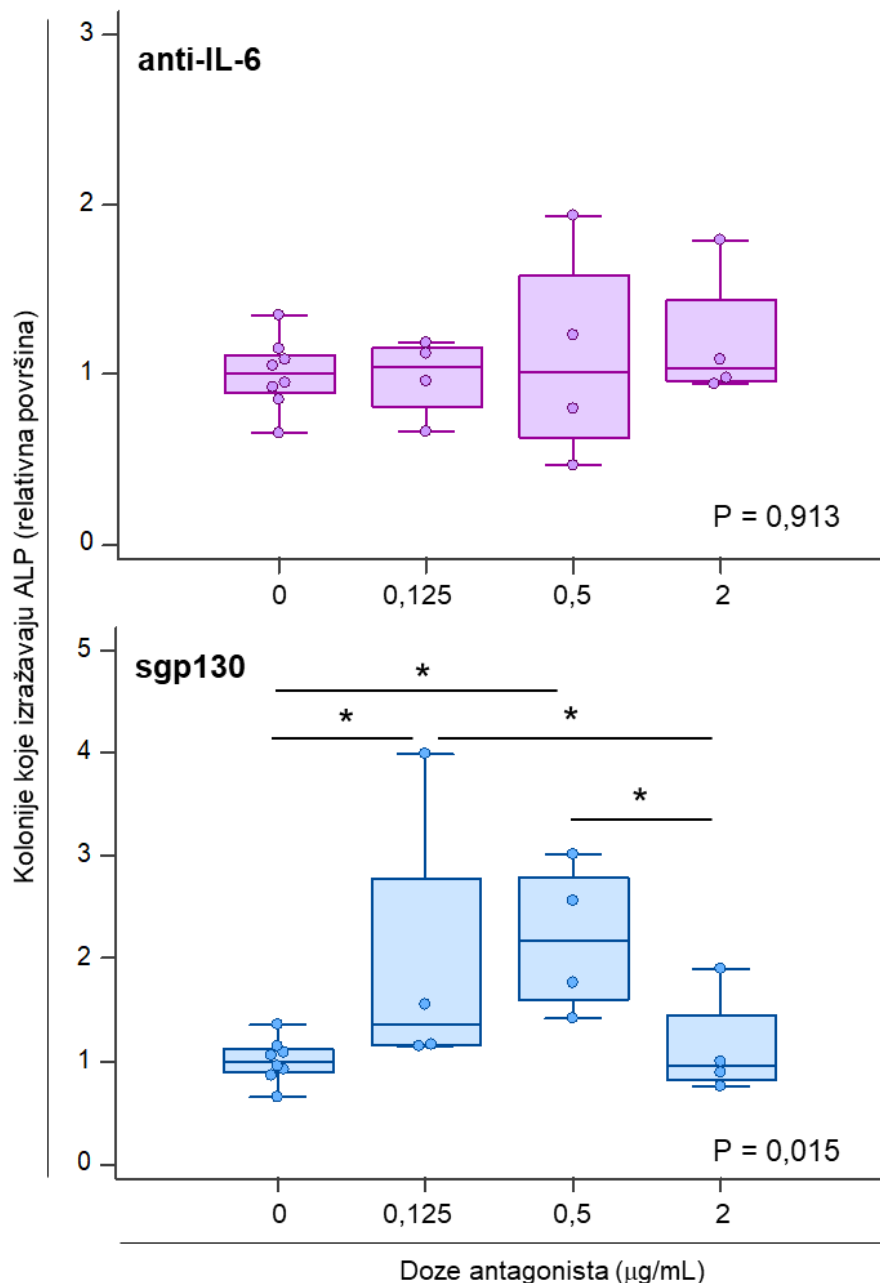 Kolonije koje izražavaju ALP (relativna površina)
anti-IL-6
3
2
1
0
P = 0,913
0 0,125 0,5 2
sgp130
5
4
3
2
1
0
* 
* *
*
P = 0,015
0 0,125 0,5 2
Doze antagonista (μg/mL)